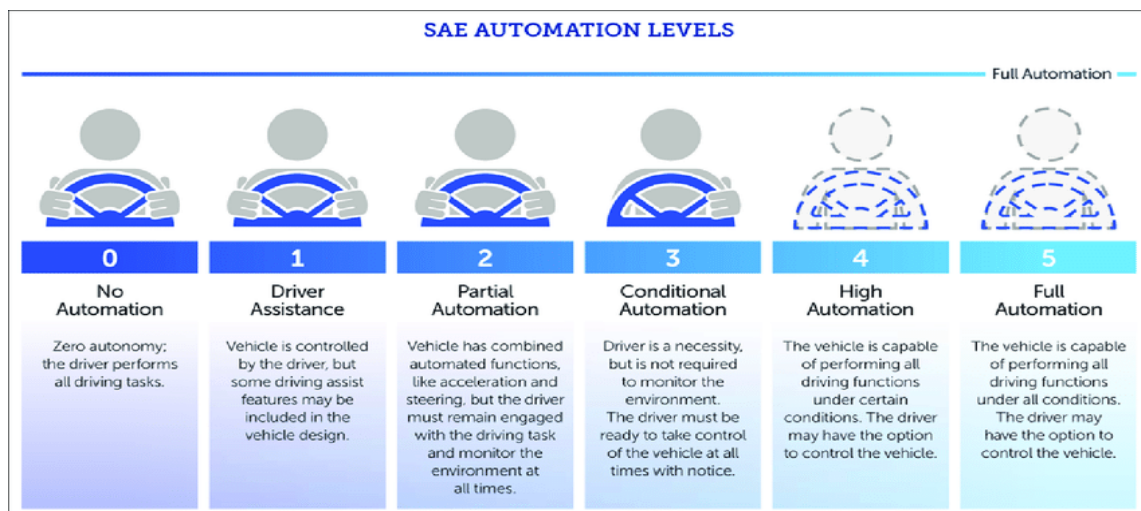 SAE AUTOMATION LEVELS
Full Automation
0
No
Automation
Zero autonomy;
the driver performs
all driving tasks.
1
Driver
Assistance
Vehicle is controlled
by the driver, but
some driving assist
features may be
included in the
vehicle design.
2
Partial
Automation
Vehicle has combined
automated functions,
like acceleration and
steering, but the driver
must remain engaged
with the driving task
and monitor the
environment at
all times.
3
Conditional
Automation
Driver is a necessity,
but is not required
to monitor the
environment.
The driver must be
ready to take control
of the vehicle at all
times with notice.
4
High
Automation
The vehicle is capable
of performing all
driving functions
under certain
conditions. The driver
may have the option
to control the vehicle.
5
Full
Automation
The vehicle is capable
of performing all
driving functions
under all conditions.
The driver may
have the option to
control the vehicle.